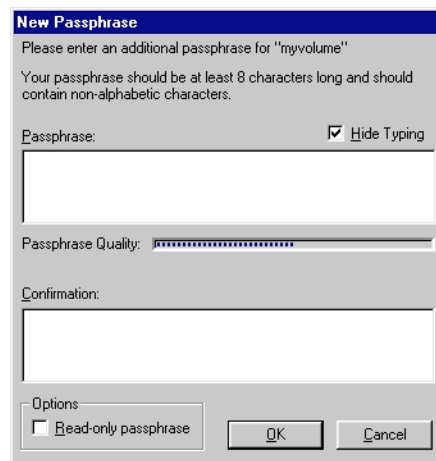 New Passphrase
Please enter an additional passphrase for "myvolume"
Your passphrase should be at least 8 characters long and should
contain non-alphabetic characters.
Passphrase:
Hide Typing
Passphrase Quality:
Confirmation:
Options
Read-only passphrase
OK
Cancel